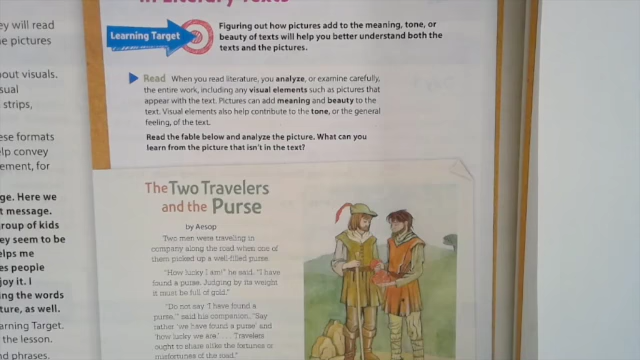 in Literary Texts
Learning Target
Figuring out how pictures add to the meaning, tone, or
beauty of texts will help you better understand both the
texts and the pictures.
Read When you read literature, you analyze, or examine carefully,
the entire work, including any visual elements such as pictures that
appear with the text. Pictures can add meaning and beauty to the
text. Visual elements also help contribute to the tone, or the general
feeling, of the text.
Read the fable below and analyze the picture. What can you
learn from the picture that isn't in the text?
The Two Travelers
and the Purse
by Aesop
Two men were traveling in
company along the road when one of
them picked up a well-filled purse.
"How lucky I am!" he said. "I have
found a purse. Judging by its weight
it must be full of gold."
"Do not say 'I have found a
purse,'" said his companion. "Say
rather 'we have found a purse' and
'how lucky we are.' . . . Travelers
ought to share alike the fortunes or
misfortunes of the road."
ey will read
e pictures
out visuals.
sual
strips,
ese formats
lp convey
ement, for
ge. Here we
t message.
roup of kids
ey seem to be
elps me
es people
joy it. I
ng the words
ture, as well.
arning Target.
the lesson.
nd phrases.